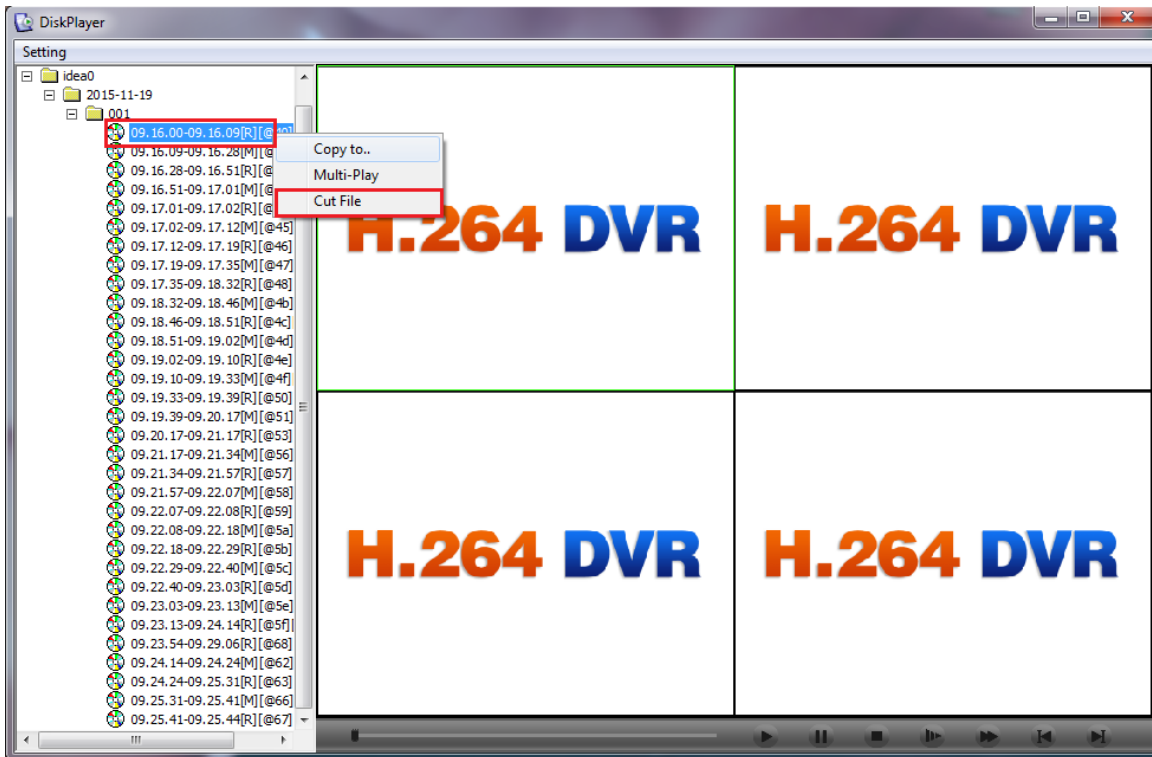 DiskPlayer
Setting
idea0
2015-11-19
001
09.16.00-09.16.09[R][@40]
09.16.09-09.16.28[M][@
09.16.28-09.16.51[R][@
09.16.51-09.17.01[M][@
09.17.01-09.17.02[R][@
09.17.02-09.17.12[M][@45]
09.17.12-09.17.19[R][@46]
09.17.19-09.17.35[M][@47]
09.17.35-09.18.32[R][@48]
09.18.32-09.18.46[M][@4b]
09.18.46-09.18.51[R][@4c]
09.18.51-09.19.02[M][@4d]
09.19.02-09.19.10[R][@4e]
09.19.10-09.19.33[M][@4f]
09.19.33-09.19.39[R][@50]
09.19.39-09.20.17[M][@51]
09.20.17-09.21.17[R][@53]
09.21.17-09.21.34[M][@56]
09.21.34-09.21.57[R][@57]
09.21.57-09.22.07[M][@58]
09.22.07-09.22.08[R][@59]
09.22.08-09.22.18[M][@5a]
09.22.18-09.22.29[R][@5b]
09.22.29-09.22.40[M][@5c]
09.22.40-09.23.03[R][@5d]
09.23.03-09.23.13[M][@5e]
09.23.13-09.24.14[R][@5f]
09.23.54-09.29.06[R][@68]
09.24.14-09.24.24[M][@62]
09.24.24-09.25.31[R][@63]
09.25.31-09.25.41[M][@66]
09.25.41-09.25.44[R][@67]
Copy to..
Multi-Play
Cut File
H.264 DVR
H.264 DVR
H.264 DVR
H.264 DVR